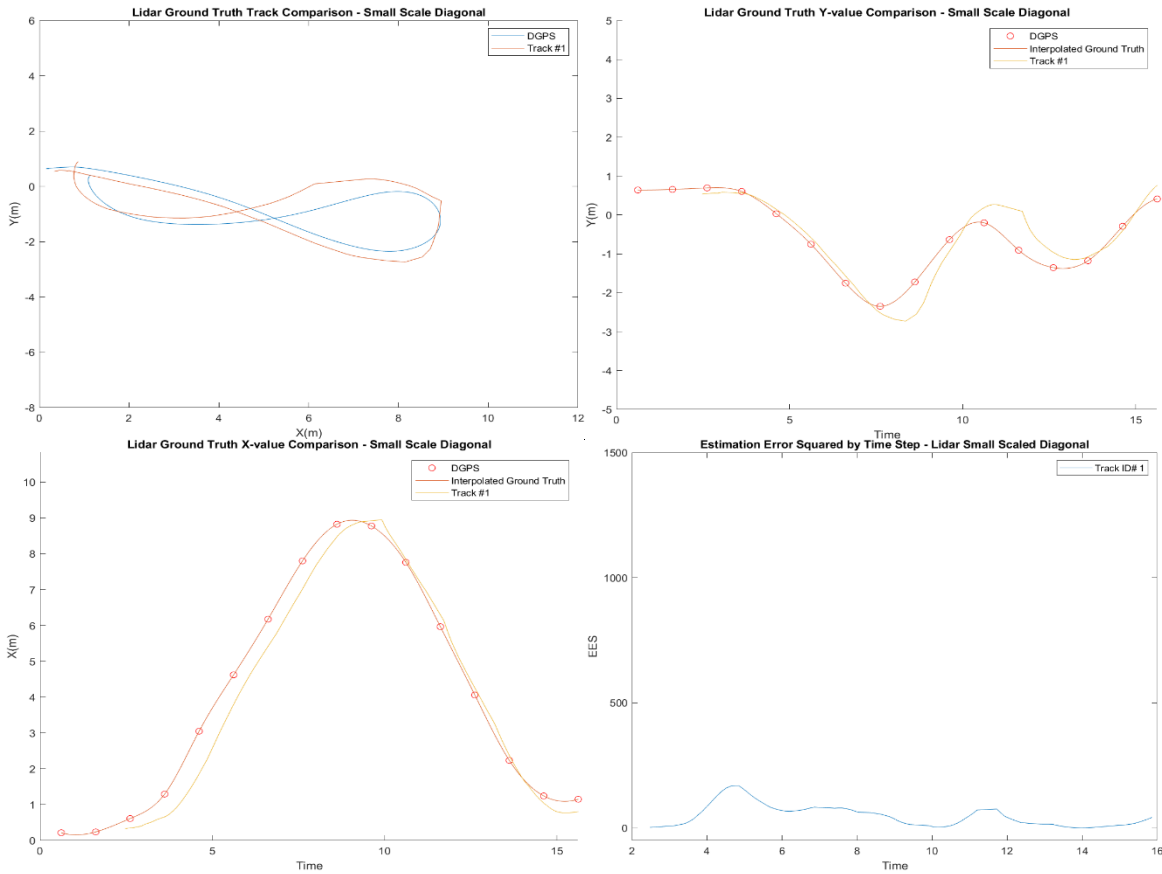 Lidar Ground Truth Track Comparison - Small Scale Diagonal
6
4
2
0
-2
-4
-6
-8
Y(m)
0
2
4
6
8
10
12
X(m)
DGPS
Track #1
Lidar Ground Truth Y-value Comparison - Small Scale Diagonal
5
4
3
2
1
0
-1
-2
-3
-4
-5
Y(m)
5
10
15
Time
DGPS
Interpolated Ground Truth
Track #1
Lidar Ground Truth X-value Comparison - Small Scale Diagonal
10
9
8
7
6
5
4
3
2
1
0
X(m)
0
5
10
15
Time
DGPS
Interpolated Ground Truth
Track #1
Estimation Error Squared by Time Step - Lidar Small Scaled Diagonal
1500
1000
500
0
EES
2
4
6
8
10
12
14
16
Time
Track ID# 1